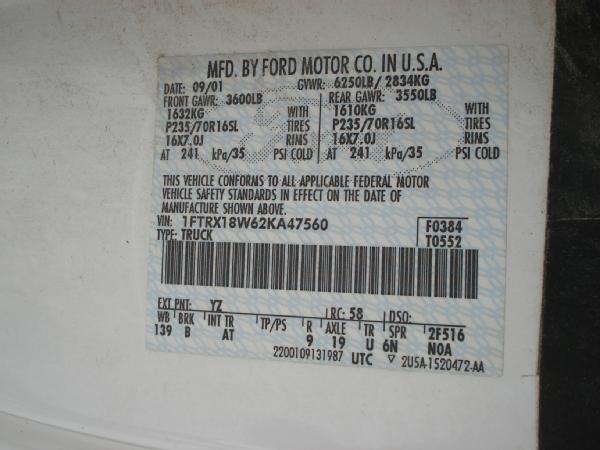 MFD. BY FORD MOTOR CO. IN U.S.A.
DATE: 09/01 GVWR: 6250LB/ 2834KG
FRONT GAWR: 3600LB REAR GAWR: 3550LB
1632KG WITH 1610KG WITH
P235/70R16SL TIRES P235/70R16SL TIRES
16X7.0J RIMS 16X7.0J RIMS
AT 241 kPa/35 PSI COLD AT 241 kPa/35 PSI COLD
THIS VEHICLE CONFORMS TO ALL APPLICABLE FEDERAL MOTOR
VEHICLE SAFETY STANDARDS IN EFFECT ON THE DATE OF
MANUFACTURE SHOWN ABOVE.
VIN: 1FTRX18W62KA47560 F0384
TYPE: TRUCK T0552
EXT PNT: YZ RC: 58 DSO:
WB BRK INT TR TP/PS R AXLE TR SPR 2F516
139 B AT 9 19 U 6N N0A
2200109131987 UTC ▽ 2U5A-1520472-AA